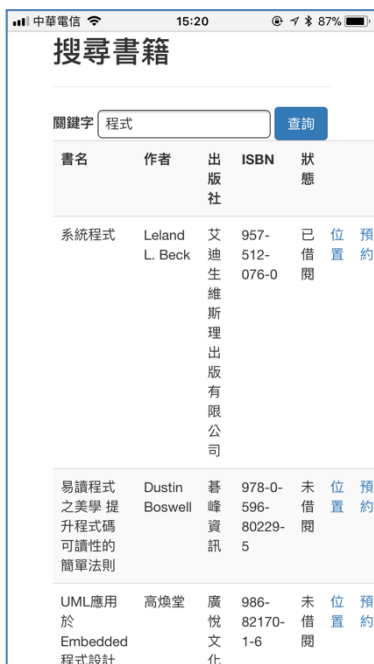 中華電信 15:20 87%
搜尋書籍
關鍵字 程式 查詢
書名 作者 出版社 ISBN 狀態
系統程式 Leland L. Beck 艾迪生維斯理出版有限公司 957-512-076-0 已借閱 位置 預約
易讀程式之美學 提升程式碼可讀性的簡單法則 Dustin Boswell 碁峰資訊 978-0-596-80229-5 未借閱 位置 預約
UML應用於 Embedded 程式設計 高煥堂 廣悅文化 986-82170-1-6 未借閱 位置 預約